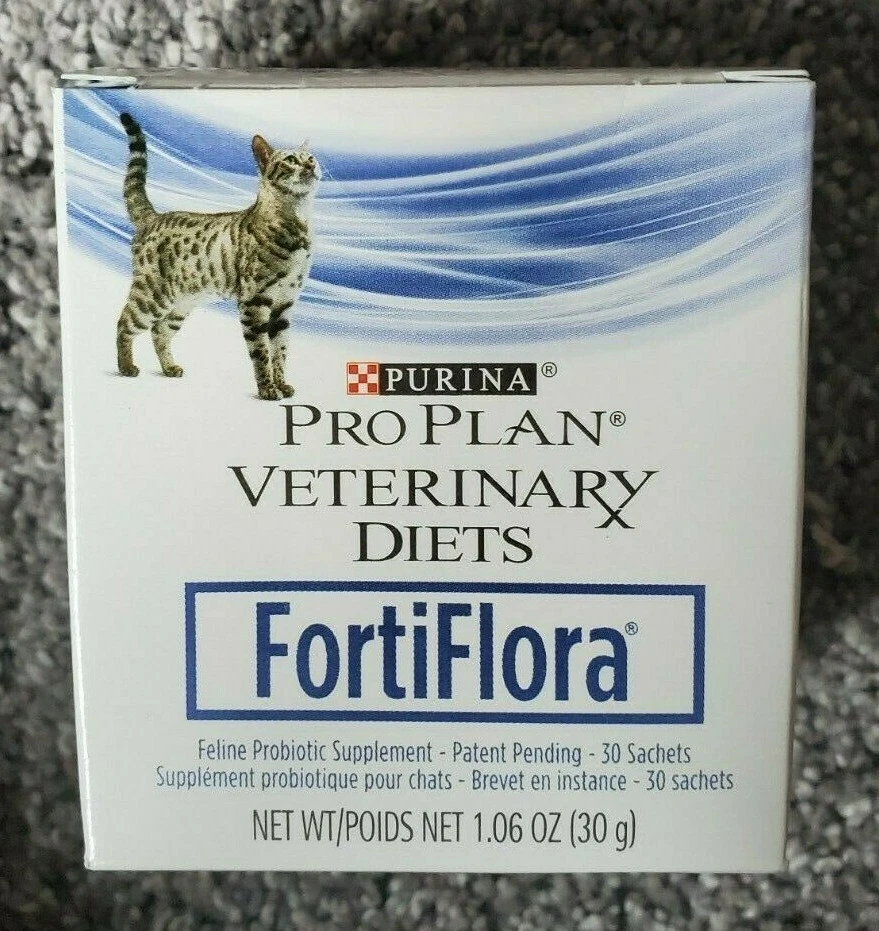 PURINA®
PRO PLAN®
VETERINARY
DIETS
FortiFlora®
Feline Probiotic Supplement - Patent Pending - 30 Sachets
Supplément probiotique pour chats - Brevet en instance - 30 sachets
NET WT/POIDS NET 1.06 OZ (30 g)